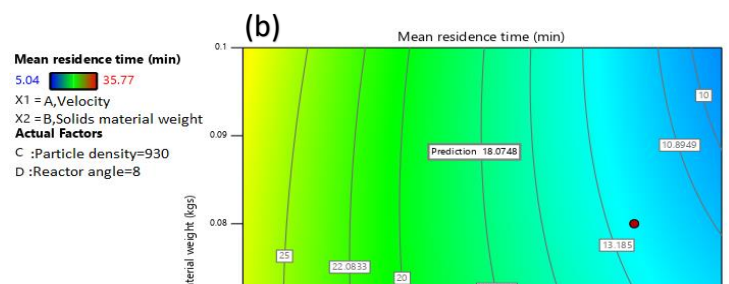 (b)
Mean residence time (min)
Mean residence time (min)
5.04 35.77
X1 = A,Velocity
X2 =B,Solids material weight
Actual Factors
C :Particle density=930
D :Reactor angle=8
0.1
0.09
0.08
10
10.8949
Prediction 18.0748
13.185
25
22.0833
20
weight (kgs)